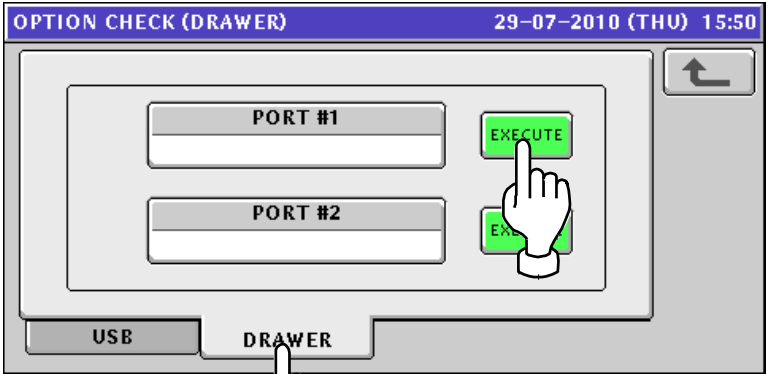 OPTION CHECK (DRAWER) 29-07-2010 (THU) 15:50
PORT #1
EXECUTE
PORT #2
USB
DRAWER